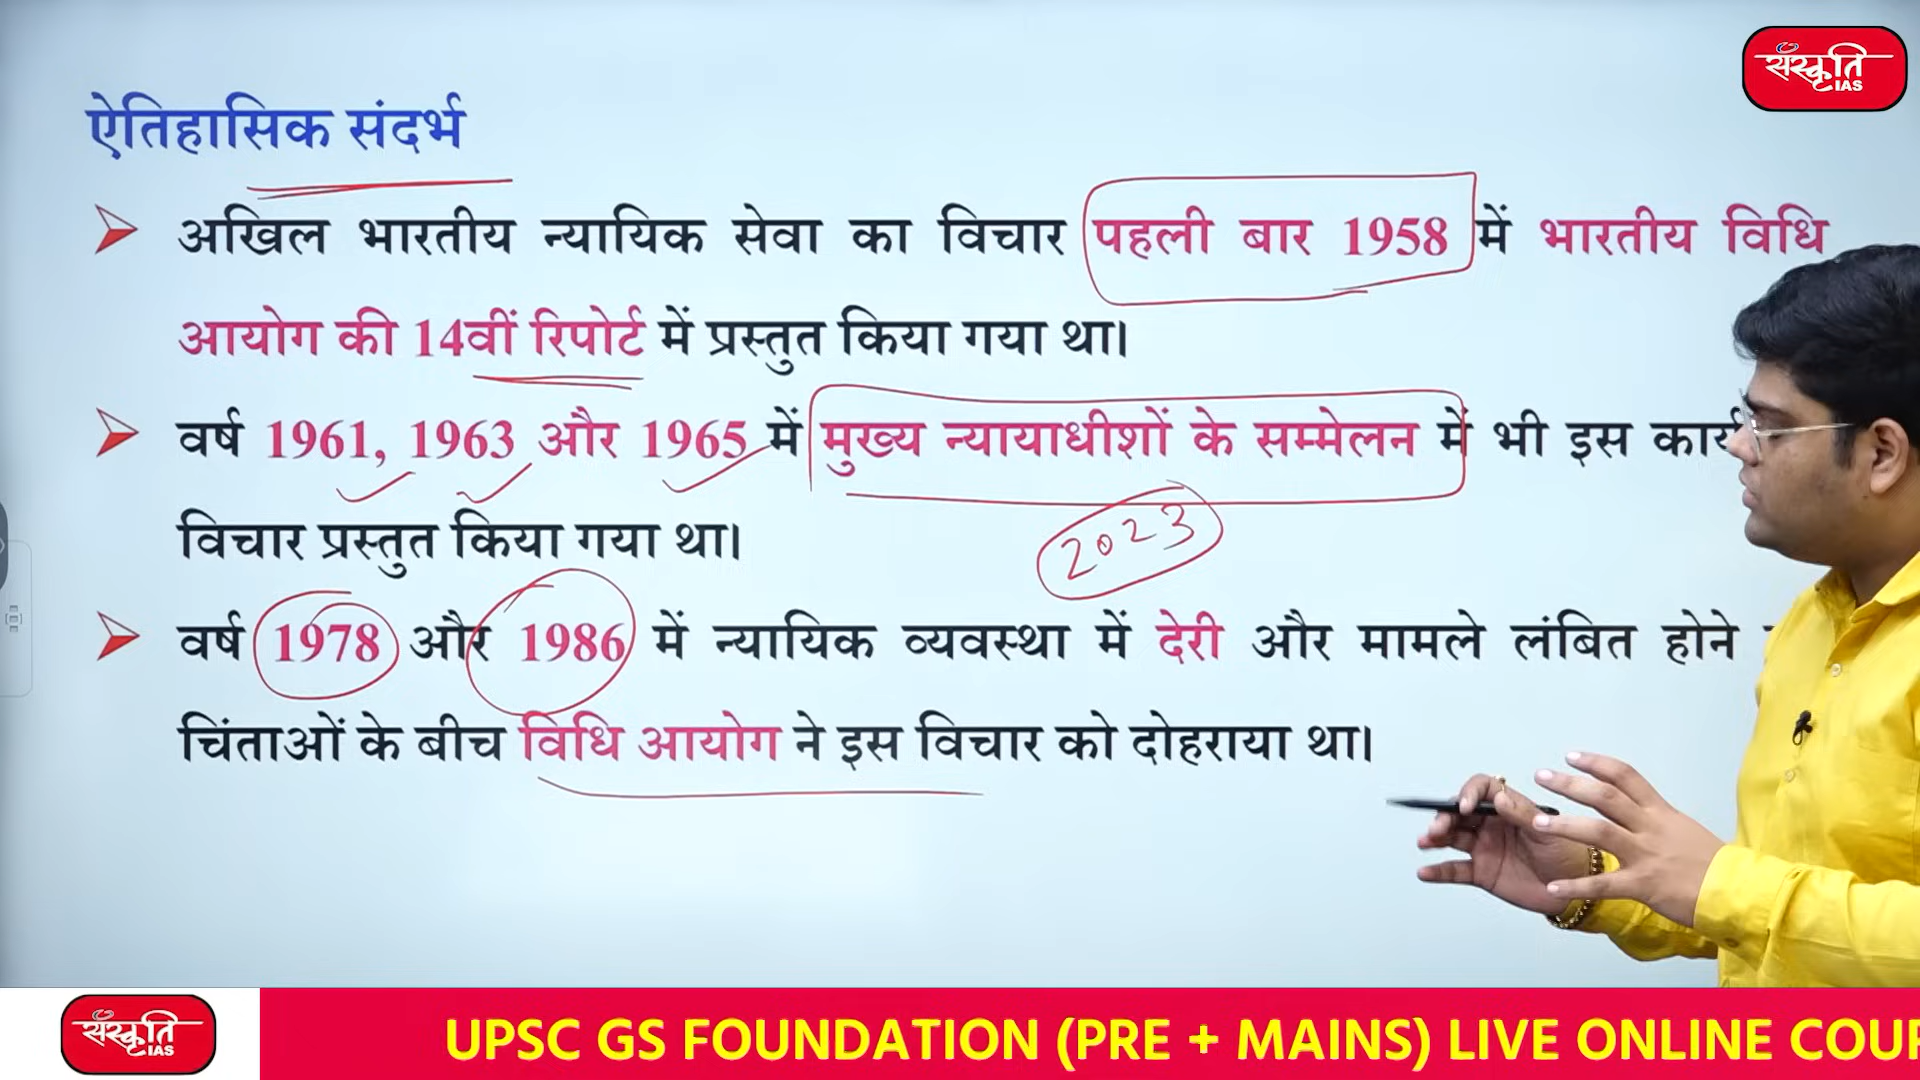 संस्कृति
IAS
ऐतिहासिक संदर्भ
अखिल भारतीय न्यायिक सेवा का विचार पहली बार 1958 में भारतीय विधि
आयोग की 14वीं रिपोर्ट में प्रस्तुत किया गया था।
वर्ष 1961, 1963 और 1965 में मुख्य न्यायाधीशों के सम्मेलन में भी इस
विचार प्रस्तुत किया गया था।
2023
वर्ष 1978 और 1986 में न्यायिक व्यवस्था में देरी और मामले लंबित होने
चिंताओं के बीच विधि आयोग ने इस विचार को दोहराया था।
संस्कृति
IAS
UPSC GS FOUNDATION (PRE + MAINS) LIVE ONLINE